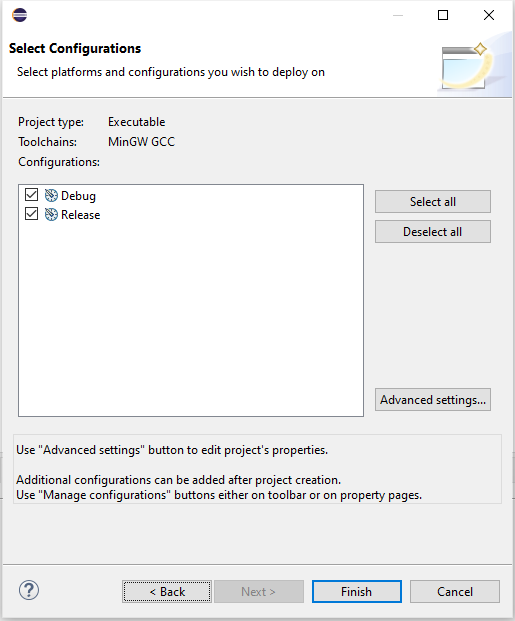 Select Configurations
Select platforms and configurations you wish to deploy on
Project type: Executable
Toolchains: MinGW GCC
Configurations:
Debug
Release
Select all
Deselect all
Advanced settings...
Use "Advanced settings" button to edit project's properties.
Additional configurations can be added after project creation.
Use "Manage configurations" buttons either on toolbar or on property pages.
?
< Back
Next >
Finish
Cancel